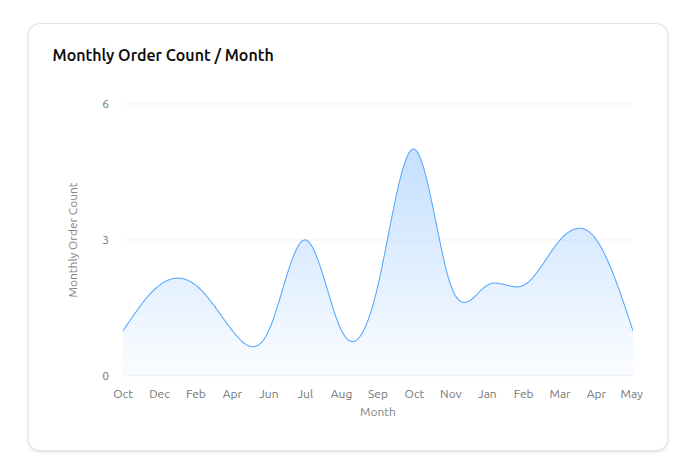 Monthly Order Count / Month
6
3
0
Monthly Order Count
Oct Dec Feb Apr Jun Jul Aug Sep Oct Nov Jan Feb Mar Apr May
Month